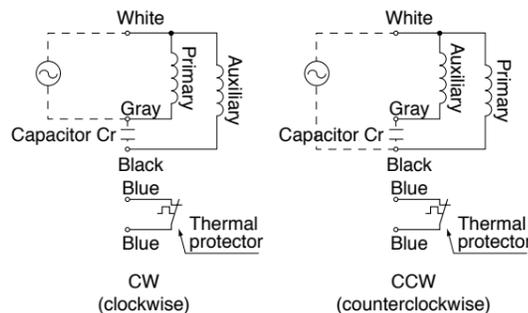 White
Primary
Auxiliary
Gray
Capacitor Cr
Black
Blue
Thermal
protector
Blue
CW
(clockwise)
White
Auxiliary
Primary
Gray
Capacitor Cr
Black
Blue
Thermal
protector
Blue
CCW
(counterclockwise)